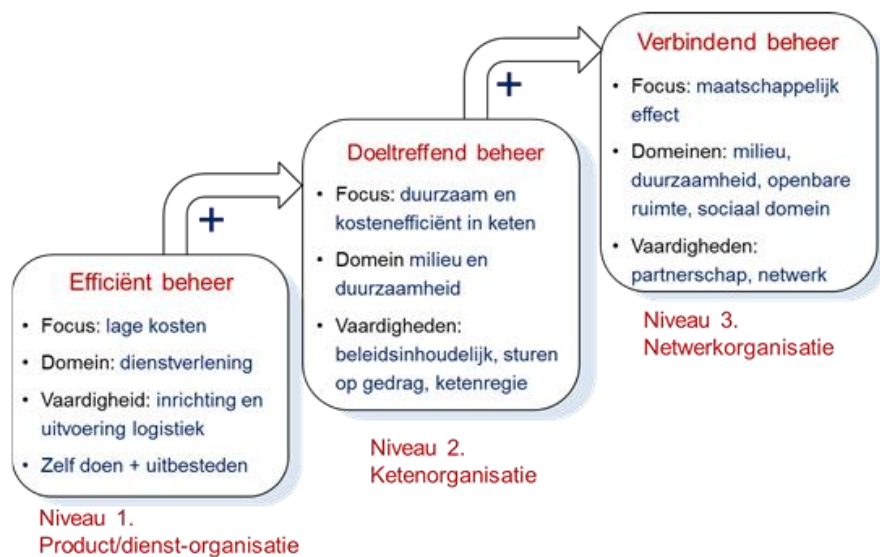 Efficiënt beheer
• Focus: lage kosten
• Domein: dienstverlening
• Vaardigheid: inrichting en
uitvoering logistiek
• Zelf doen + uitbesteden
Niveau 1.
Product/dienst-organisatie
+
Doeltreffend beheer
• Focus: duurzaam en
kostenefficiënt in keten
• Domein milieu en
duurzaamheid
• Vaardigheden:
beleidsinhoudelijk, sturen
op gedrag, ketenregie
Niveau 2.
Ketenorganisatie
+
Verbindend beheer
• Focus: maatschappelijk
effect
• Domeinen: milieu,
duurzaamheid, openbare
ruimte, sociaal domein
• Vaardigheden:
partnerschap, netwerk
Niveau 3.
Netwerkorganisatie